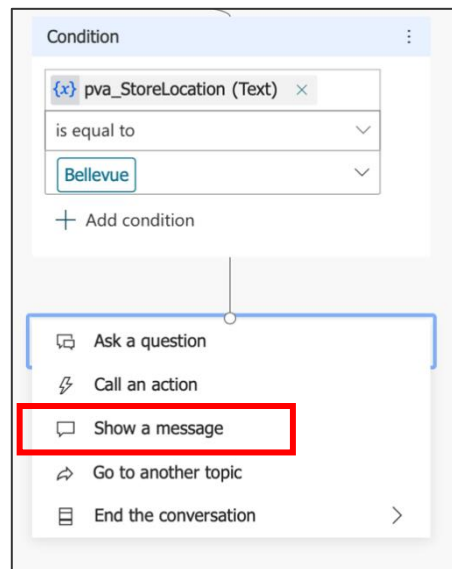 Condition
{x} pva_StoreLocation (Text) ×
is equal to
Bellevue
+ Add condition
Ask a question
Call an action
Show a message
Go to another topic
End the conversation